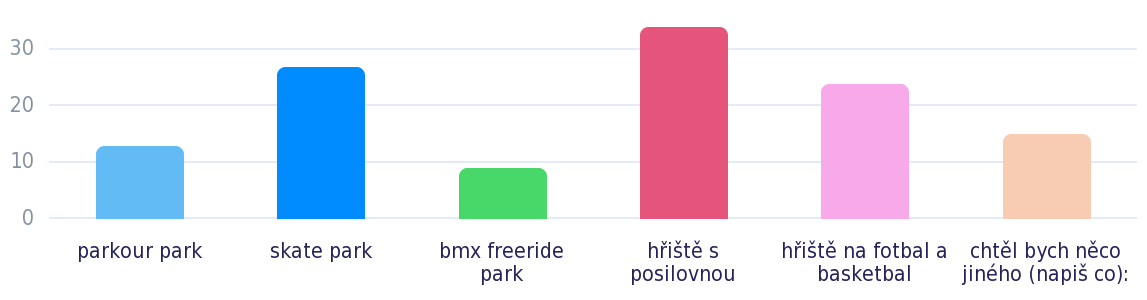 30
20
10
0
parkour park
skate park
bmx freeride
park
hřiště s
posilovnou
hřiště na fotbal a
basketbal
chtěl bych něco
jiného (napiš co):